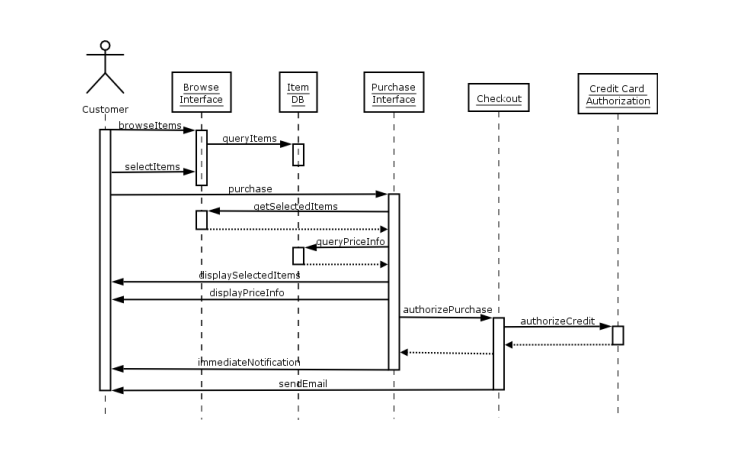 Browse
Interface
Item
DB
Purchase
Interface
Checkout
Credit Card
Authorization
Customer
browseItems
queryItems
selectItems
purchase
getSelectedItems
queryPriceInfo
displaySelectedItems
displayPriceInfo
authorizePurchase
authorizeCredit
immediateNotification
sendEmail